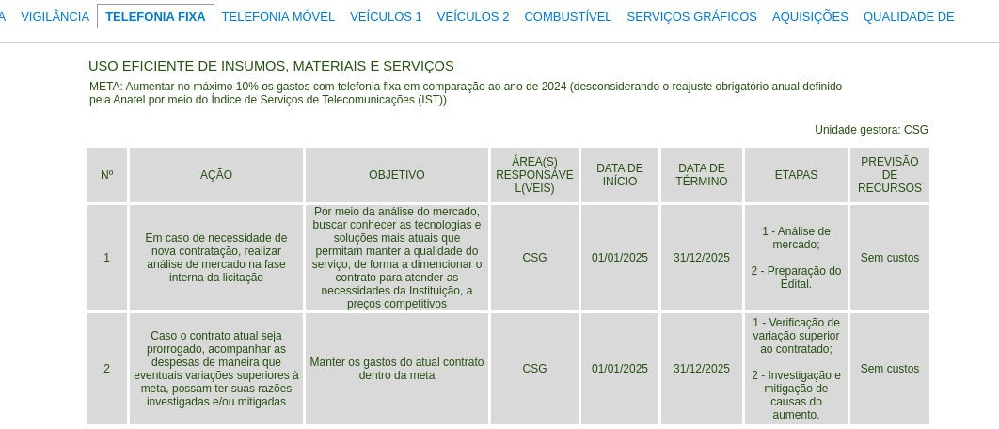 A VIGILÂNCIA TELEFONIA FIXA TELEFONIA MÓVEL VEÍCULOS 1 VEÍCULOS 2 COMBUSTÍVEL SERVIÇOS GRÁFICOS AQUISIÇÕES QUALIDADE DE
USO EFICIENTE DE INSUMOS, MATERIAIS E SERVIÇOS
META: Aumentar no máximo 10% os gastos com telefonia fixa em comparação ao ano de 2024 (desconsiderando o reajuste obrigatório anual definido
pela Anatel por meio do Índice de Serviços de Telecomunicações (IST))
Unidade gestora: CSG
Nº
AÇÃO
OBJETIVO
ÁREA(S)
RESPONSÁVE
L(VEIS)
DATA DE
INÍCIO
DATA DE
TÉRMINO
ETAPAS
PREVISÃO
DE
RECURSOS
1
Em caso de necessidade de
nova contratação, realizar
análise de mercado na fase
interna da licitação
Por meio da análise do mercado,
buscar conhecer as tecnologias e
soluções mais atuais que
permitam manter a qualidade do
serviço, de forma a dimencionar o
contrato para atender as
necessidades da Instituição, a
preços competitivos
CSG
01/01/2025
31/12/2025
1 - Análise de
mercado;
2 - Preparação do
Edital.
Sem custos
2
Caso o contrato atual seja
prorrogado, acompanhar as
despesas de maneira que
eventuais variações superiores à
meta, possam ter suas razões
investigadas e/ou mitigadas
Manter os gastos do atual contrato
dentro da meta
CSG
01/01/2025
31/12/2025
1 - Verificação de
variação superior
ao contratado;
2 - Investigação e
mitigação de
causas do
aumento.
Sem custos